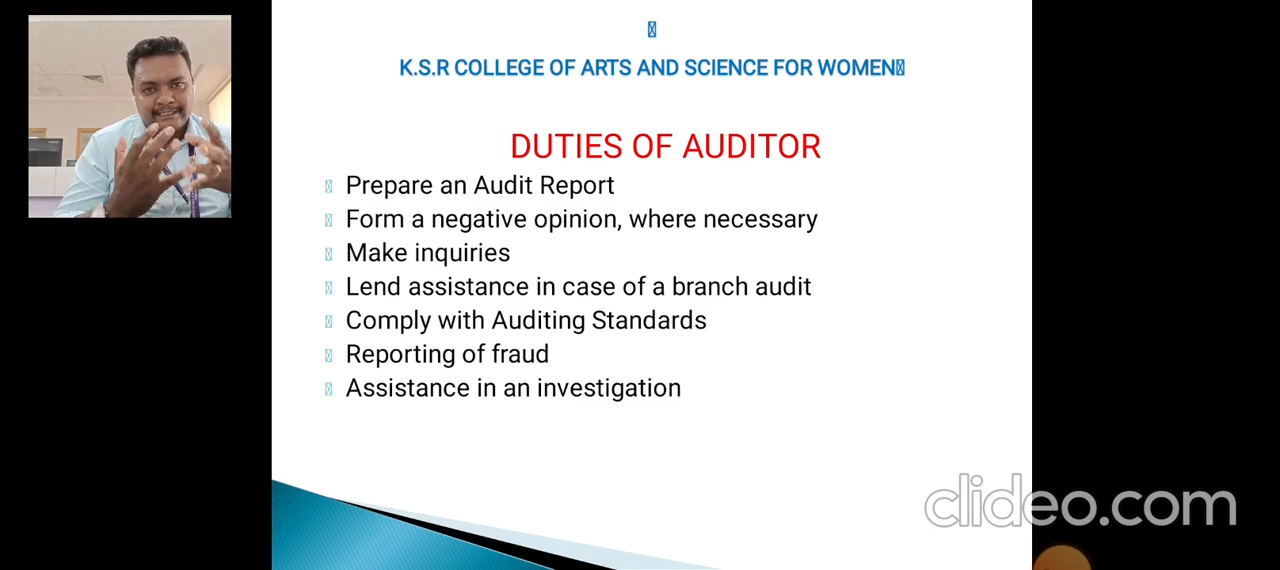 K.S.R COLLEGE OF ARTS AND SCIENCE FOR WOMEN
DUTIES OF AUDITOR
Prepare an Audit Report
Form a negative opinion, where necessary
Make inquiries
Lend assistance in case of a branch audit
Comply with Auditing Standards
Reporting of fraud
Assistance in an investigation
clideo.com